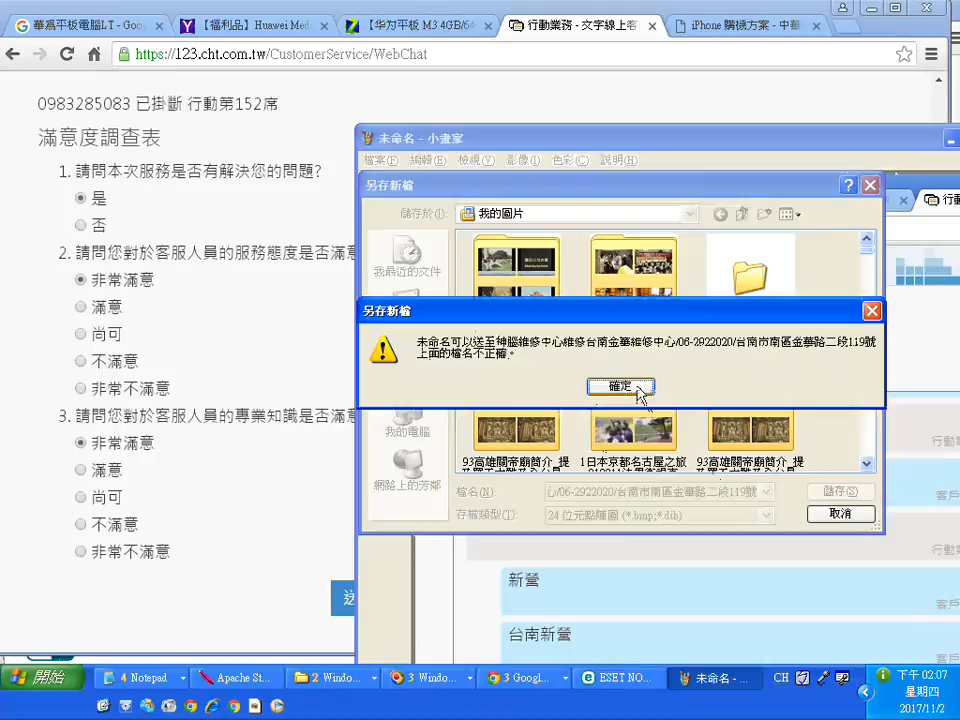 華為平板電腦LT - Goo
【福利品】Huawei Med
【华为平板 M3 4GB/64
行動業務 - 文字線上客
iPhone 購機方案 - 中華
https://123.cht.com.tw/CustomerService/WebChat
0983285083 已掛斷 行動第152席
滿意度調查表
1. 請問本次服務是否有解決您的問題?
是
否
2. 請問您對於客服人員的服務態度是否滿意
非常滿意
滿意
尚可
不滿意
非常不滿意
3. 請問您對於客服人員的專業知識是否滿意
非常滿意
滿意
尚可
不滿意
非常不滿意
送
未命名 - 小畫家
檔案(F) 編輯(E) 檢視(V) 影像(I) 色彩(C) 說明(H)
另存新檔
儲存於(I):
我的圖片
我最近的文件
另存新檔
未命名可以送至神腦維修中心維修台南金華維修中心/06-2922020/台南市南區金華路二段119號
上面的檔名不正確。
確定
我的電腦
網路上的芳鄰
93高雄關帝廟簡介_提
1日本京都名古屋之旅
93高雄關帝廟簡介_提
檔名(N):
心/06-2922020/台南市南區金華路二段119號
儲存(S)
存檔類型(T):
24 位元點陣圖 (*.bmp;*.dib)
取消
行動
行動
客戶
行動
新營
客戶
台南新營
客戶
開始
4 Notepad
Apache St...
2 Windo...
3 Windo...
3 Googl...
ESET NO...
未命名 - ...
CH
下午 02:07
星期四
2017/11/2